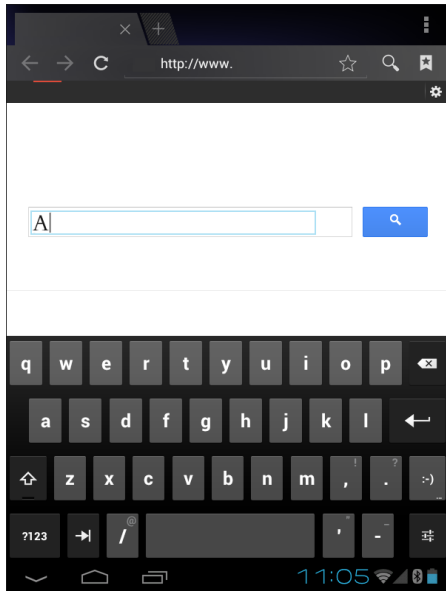 http://www.
A
q w e r t y u i o p
a s d f g h j k l
z x c v b n m , ! . ? :-)
?123 / @ ' " - _
11:05